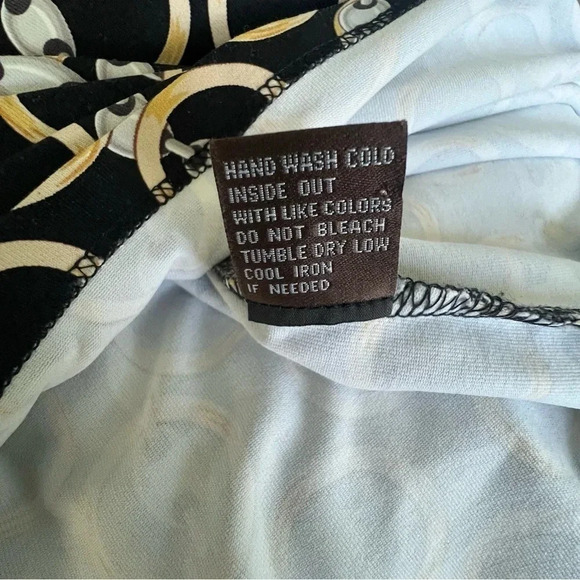 HAND WASH COLD
INSIDE OUT
WITH LIKE COLORS
DO NOT BLEACH
TUMBLE DRY LOW
COOL IRON
IF NEEDED